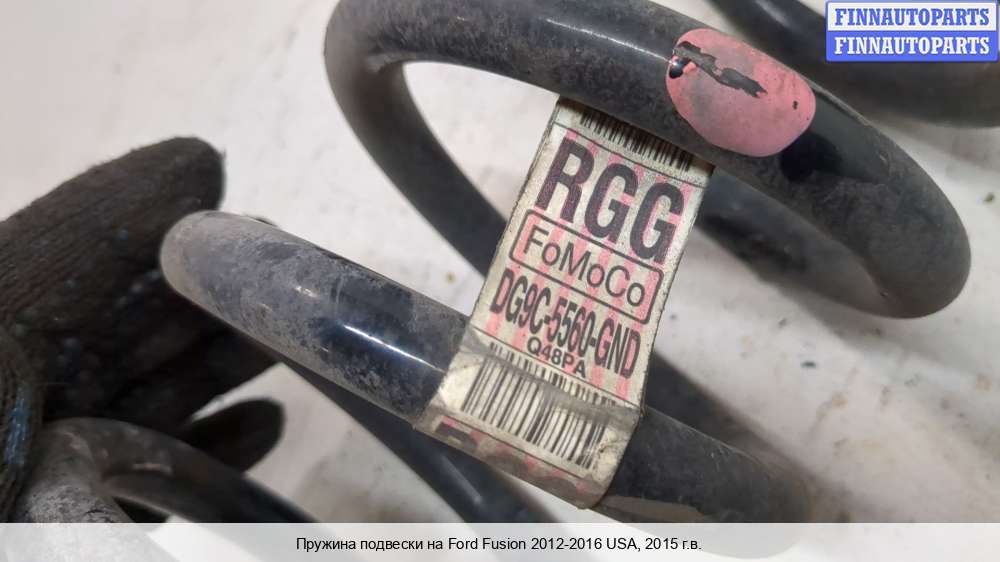 FINNAUTOPARTS
FINNAUTOPARTS
RGG
FoMoCo
DG9C-5560-GND
Q48PA
Пружина подвески на Ford Fusion 2012-2016 USA, 2015 г.в.